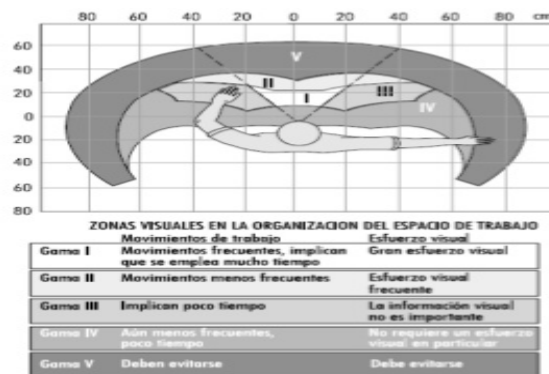 80 60 40 20 0 20 40 60 80 cm
60
40
20
0
20
40
60
80
V
II
III
I
IV
ZONAS VISUALES EN LA ORGANIZACION DEL ESPACIO DE TRABAJO
Movimientos de trabajo Esfuerzo visual
Gama I Movimientos frecuentes, implican Gran esfuerzo visual
que se emplea mucho tiempo
Gama II Movimientos menos frecuentes Esfuerzo visual
frecuente
Gama III Implican poco tiempo La información visual
no es importante
Gama IV Aún menos frecuentes, No requiere un esfuerzo
poco tiempo visual en particular
Gama V Deben evitarse Debe evitarse